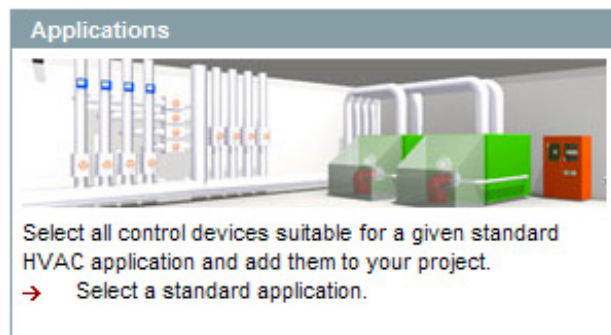 Applications
Select all control devices suitable for a given standard
HVAC application and add them to your project.
→ Select a standard application.